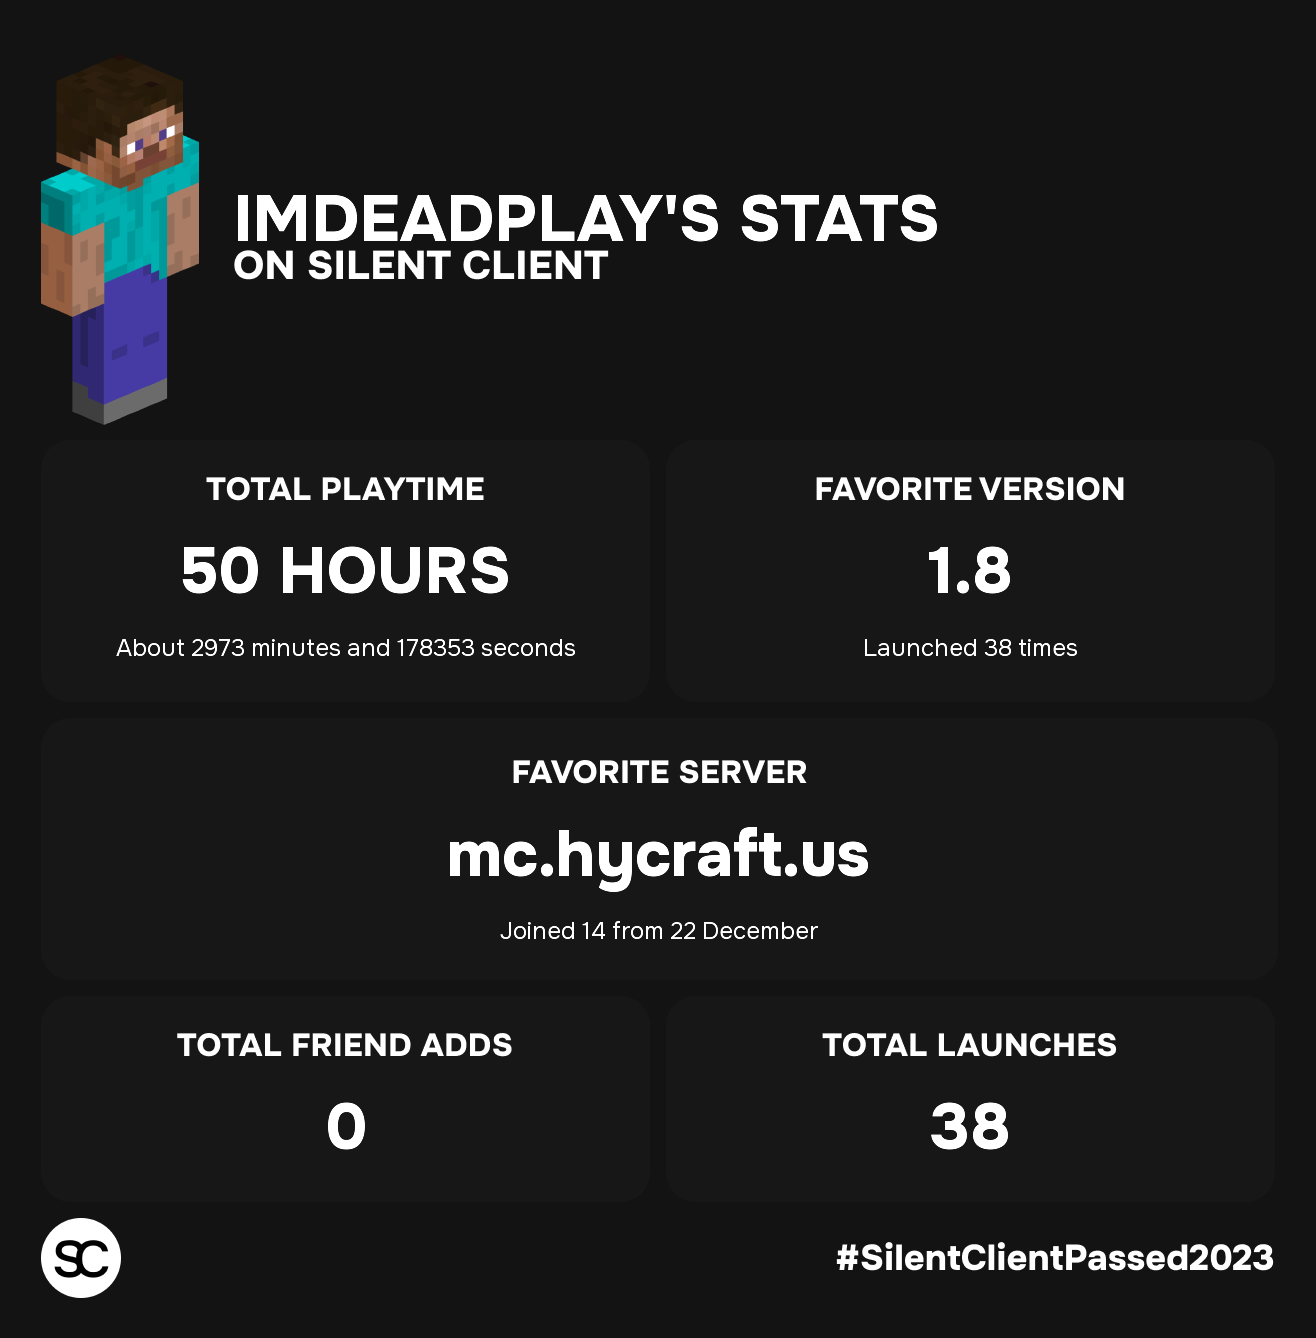 IMDEADPLAY'S STATS
ON SILENT CLIENT
TOTAL PLAYTIME
50 HOURS
About 2973 minutes and 178353 seconds
FAVORITE VERSION
1.8
Launched 38 times
FAVORITE SERVER
mc.hycraft.us
Joined 14 from 22 December
TOTAL FRIEND ADDS
0
TOTAL LAUNCHES
38
SC
#SilentClientPassed2023